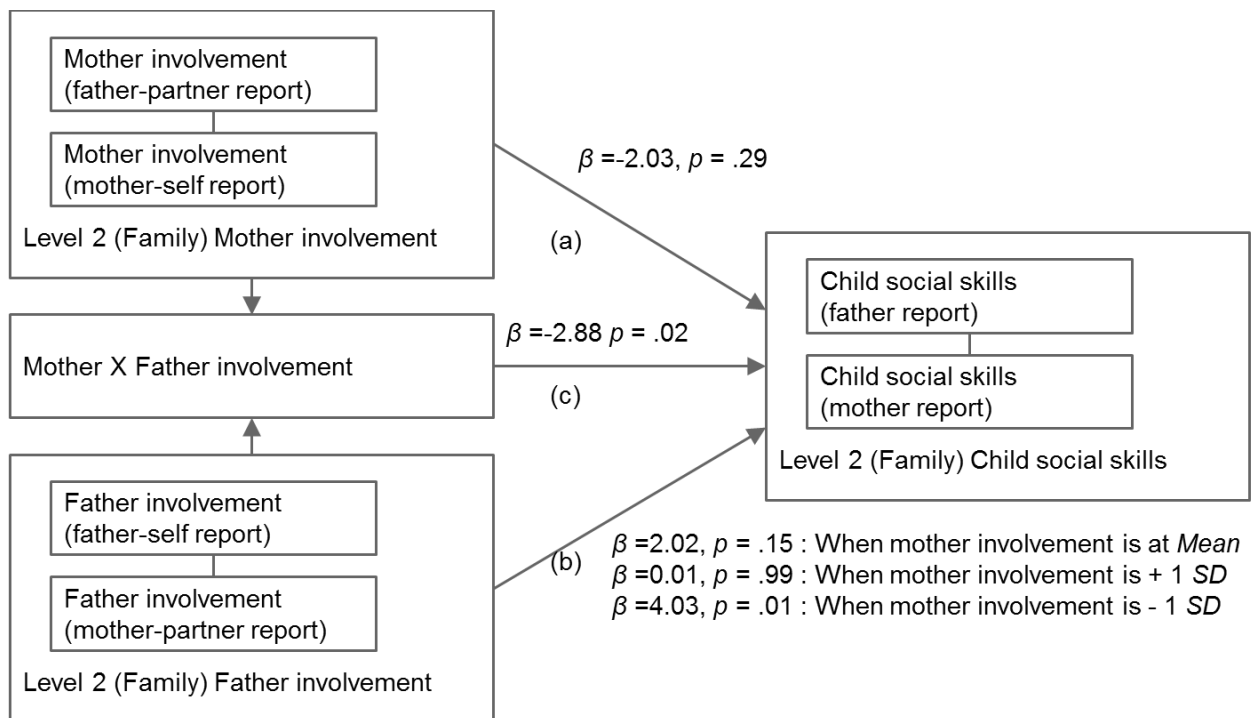 Mother involvement
(father-partner report)
Mother involvement
(mother-self report)
Level 2 (Family) Mother involvement
β =-2.03, p = .29
(a)
Mother X Father involvement
β =-2.88 p = .02
(c)
Child social skills
(father report)
Child social skills
(mother report)
Level 2 (Family) Child social skills
Father involvement
(father-self report)
Father involvement
(mother-partner report)
Level 2 (Family) Father involvement
(b)
β =2.02, p = .15 : When mother involvement is at Mean
β =0.01, p = .99 : When mother involvement is + 1 SD
β =4.03, p = .01 : When mother involvement is - 1 SD